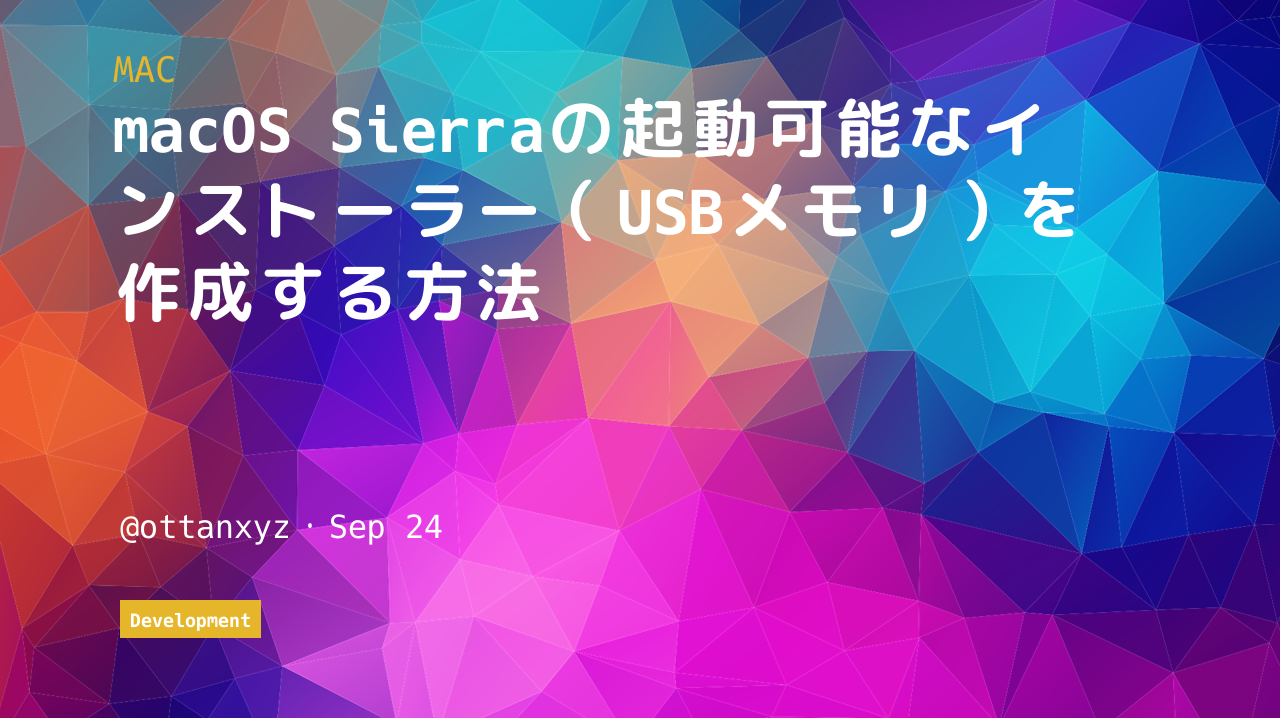 MAC
macOS Sierraの起動可能なイ
ンストーラー（USBメモリ）を
作成する方法
@ottanxyz・Sep 24
Development